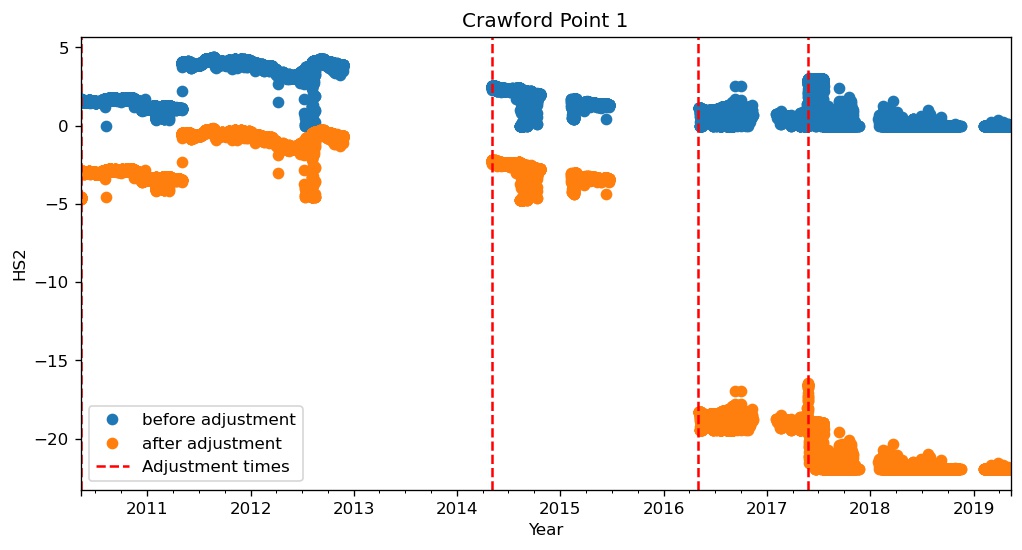 Crawford Point 1
5
0
−5
−10
−15
−20
HS2
before adjustment
after adjustment
Adjustment times
2011 2012 2013 2014 2015 2016 2017 2018 2019
Year